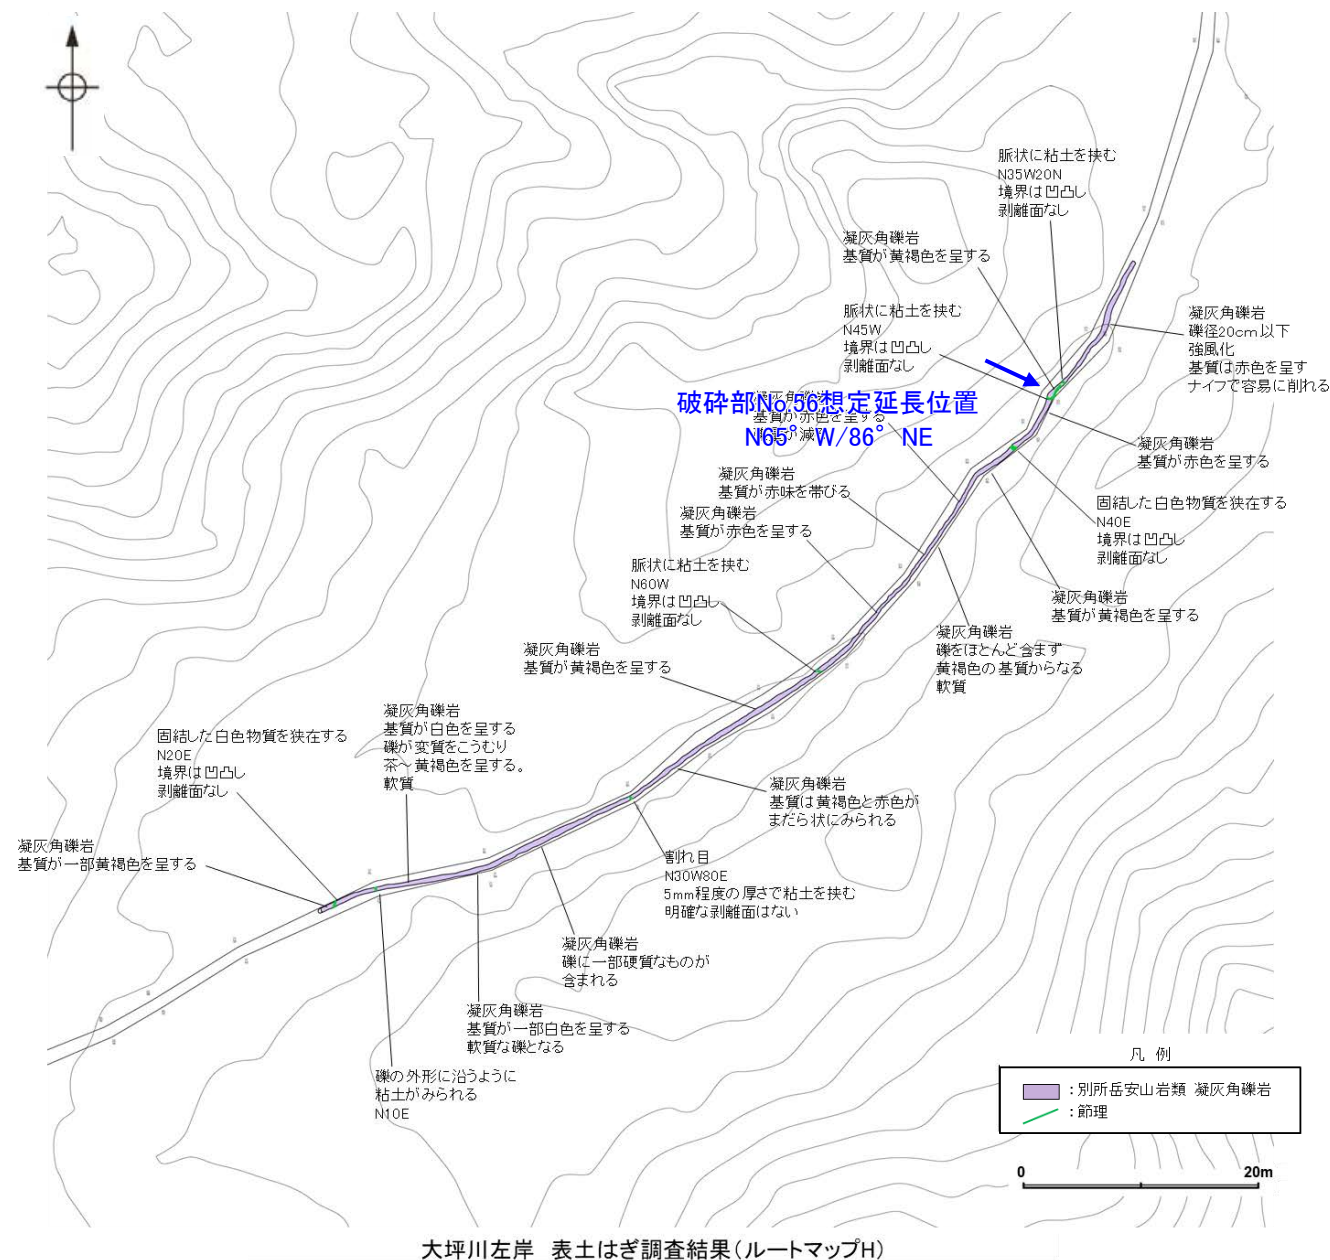 脈状に粘土を挟む
N35W20N
境界は凹凸し
剥離面なし
凝灰角礫岩
基質が黄褐色を呈する
脈状に粘土を挟む
N45W
境界は凹凸し
剥離面なし
凝灰角礫岩
礫径20cm以下
強風化
基質は赤色を呈す
ナイフで容易に削れる
破砕部No.56想定延長位置
N65°W/86°NE
凝灰角礫岩
基質が赤色を呈する
凝灰角礫岩
基質が赤色を呈する
凝灰角礫岩
基質が赤味を帯びる
凝灰角礫岩
基質が赤色を呈する
固結した白色物質を狭在する
N40E
境界は凹凸し
剥離面なし
脈状に粘土を挟む
N60W
境界は凹凸し
剥離面なし
凝灰角礫岩
基質が黄褐色を呈する
凝灰角礫岩
礫をほとんど含まず
黄褐色の基質からなる
軟質
凝灰角礫岩
基質が黄褐色を呈する
凝灰角礫岩
基質が白色を呈する
礫が変質をこうむり
茶～黄褐色を呈する。
軟質
固結した白色物質を狭在する
N20E
境界は凹凸し
剥離面なし
凝灰角礫岩
基質は黄褐色と赤色が
まだら状にみられる
凝灰角礫岩
基質が一部黄褐色を呈する
割れ目
N30W80E
5mm程度の厚さで粘土を挟む
明確な剥離面はない
凝灰角礫岩
礫に一部硬質なものが
含まれる
凝灰角礫岩
基質が一部白色を呈する
軟質な礫となる
礫の外形に沿うように
粘土がみられる
N10E
凡 例
:別所岳安山岩類 凝灰角礫岩
:節理
0 20m
大坪川左岸 表土はぎ調査結果(ルートマップH)